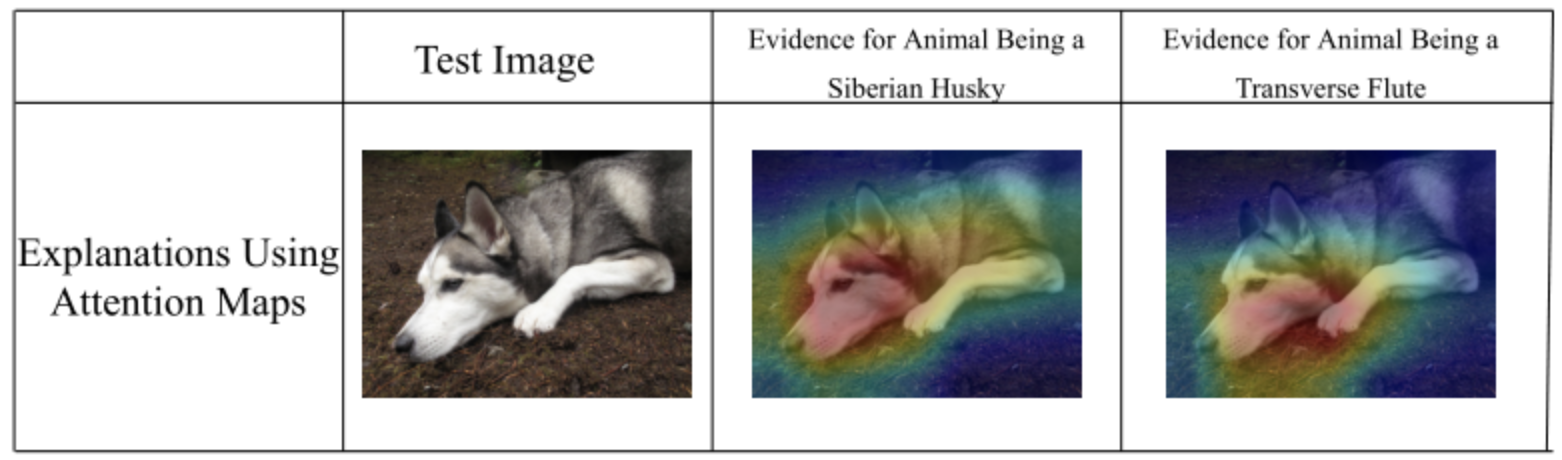 Test Image
Evidence for Animal Being a
Siberian Husky
Evidence for Animal Being a
Transverse Flute
Explanations Using
Attention Maps